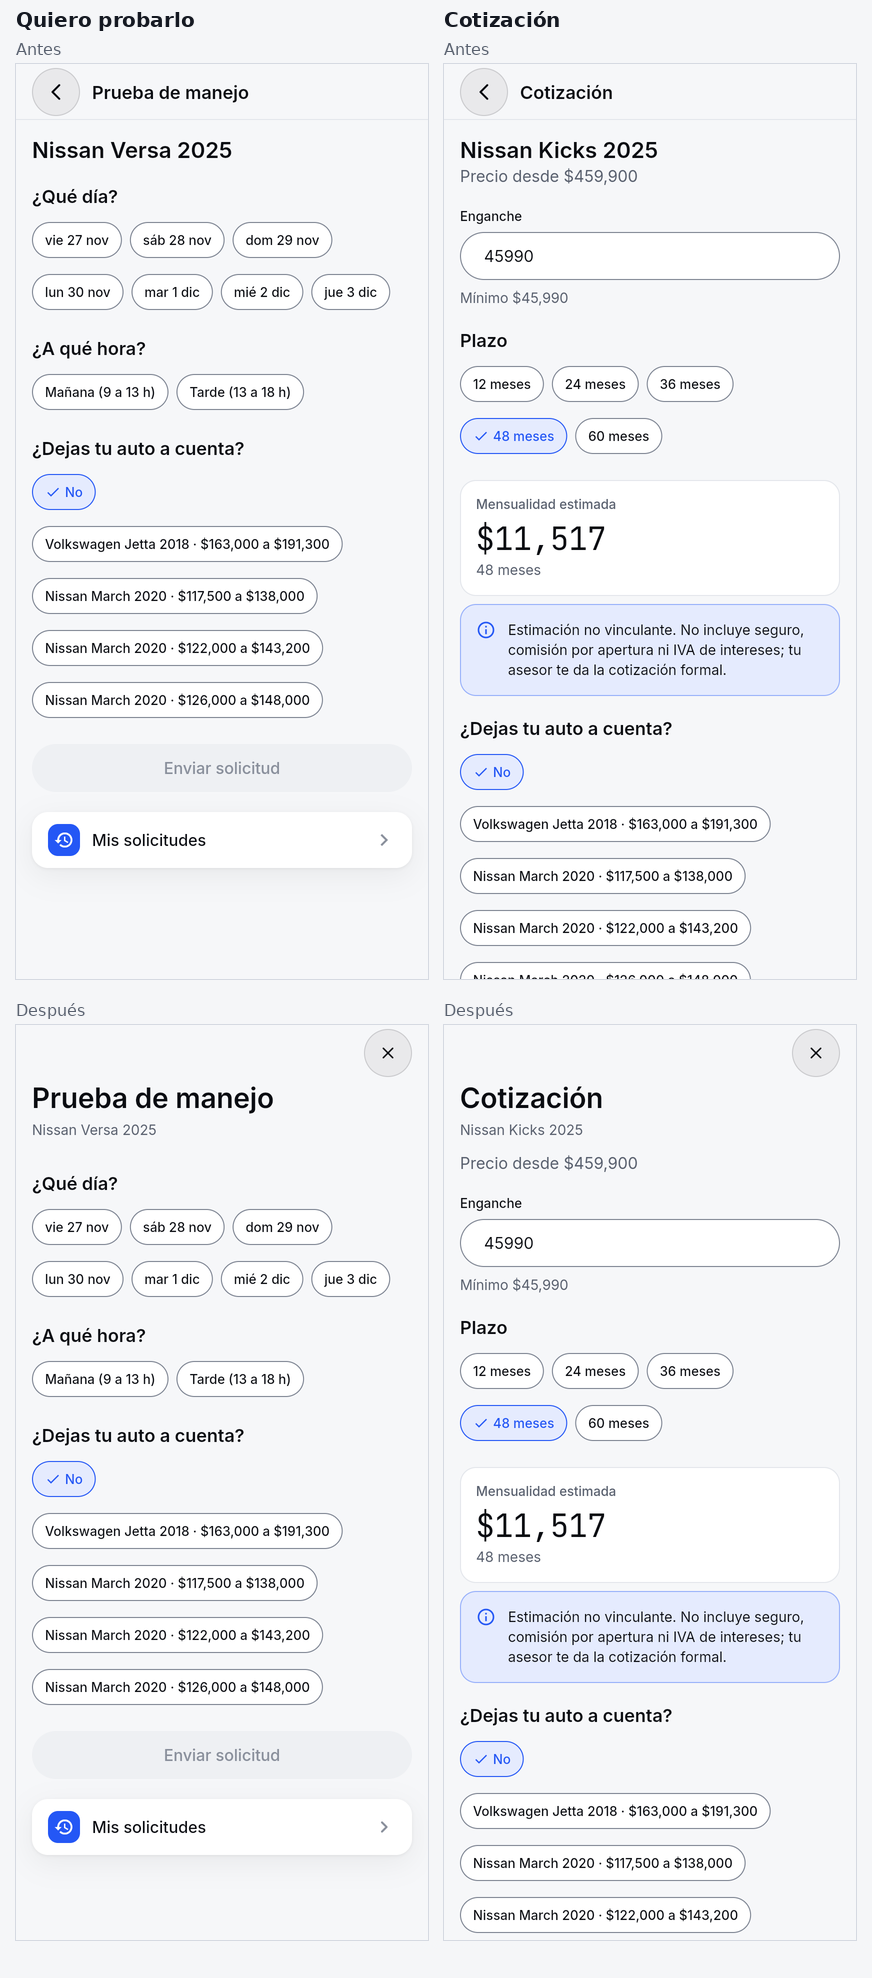 Quiero probarlo
Antes
Prueba de manejo
Nissan Versa 2025
¿Qué día?
vie 27 nov
sáb 28 nov
dom 29 nov
lun 30 nov
mar 1 dic
mié 2 dic
jue 3 dic
¿A qué hora?
Mañana (9 a 13 h)
Tarde (13 a 18 h)
¿Dejas tu auto a cuenta?
No
Volkswagen Jetta 2018 · $163,000 a $191,300
Nissan March 2020 · $117,500 a $138,000
Nissan March 2020 · $122,000 a $143,200
Nissan March 2020 · $126,000 a $148,000
Enviar solicitud
Mis solicitudes
Cotización
Antes
Cotización
Nissan Kicks 2025
Precio desde $459,900
Enganche
45990
Mínimo $45,990
Plazo
12 meses
24 meses
36 meses
48 meses
60 meses
Mensualidad estimada
$11,517
48 meses
Estimación no vinculante. No incluye seguro,
comisión por apertura ni IVA de intereses; tu
asesor te da la cotización formal.
¿Dejas tu auto a cuenta?
No
Volkswagen Jetta 2018 · $163,000 a $191,300
Nissan March 2020 · $117,500 a $138,000
Nissan March 2020 · $122,000 a $143,200
Nissan March 2020 · $126,000 a $148,000
Después
Prueba de manejo
Nissan Versa 2025
¿Qué día?
vie 27 nov
sáb 28 nov
dom 29 nov
lun 30 nov
mar 1 dic
mié 2 dic
jue 3 dic
¿A qué hora?
Mañana (9 a 13 h)
Tarde (13 a 18 h)
¿Dejas tu auto a cuenta?
No
Volkswagen Jetta 2018 · $163,000 a $191,300
Nissan March 2020 · $117,500 a $138,000
Nissan March 2020 · $122,000 a $143,200
Nissan March 2020 · $126,000 a $148,000
Enviar solicitud
Mis solicitudes
Después
Cotización
Nissan Kicks 2025
Precio desde $459,900
Enganche
45990
Mínimo $45,990
Plazo
12 meses
24 meses
36 meses
48 meses
60 meses
Mensualidad estimada
$11,517
48 meses
Estimación no vinculante. No incluye seguro,
comisión por apertura ni IVA de intereses; tu
asesor te da la cotización formal.
¿Dejas tu auto a cuenta?
No
Volkswagen Jetta 2018 · $163,000 a $191,300
Nissan March 2020 · $117,500 a $138,000
Nissan March 2020 · $122,000 a $143,200